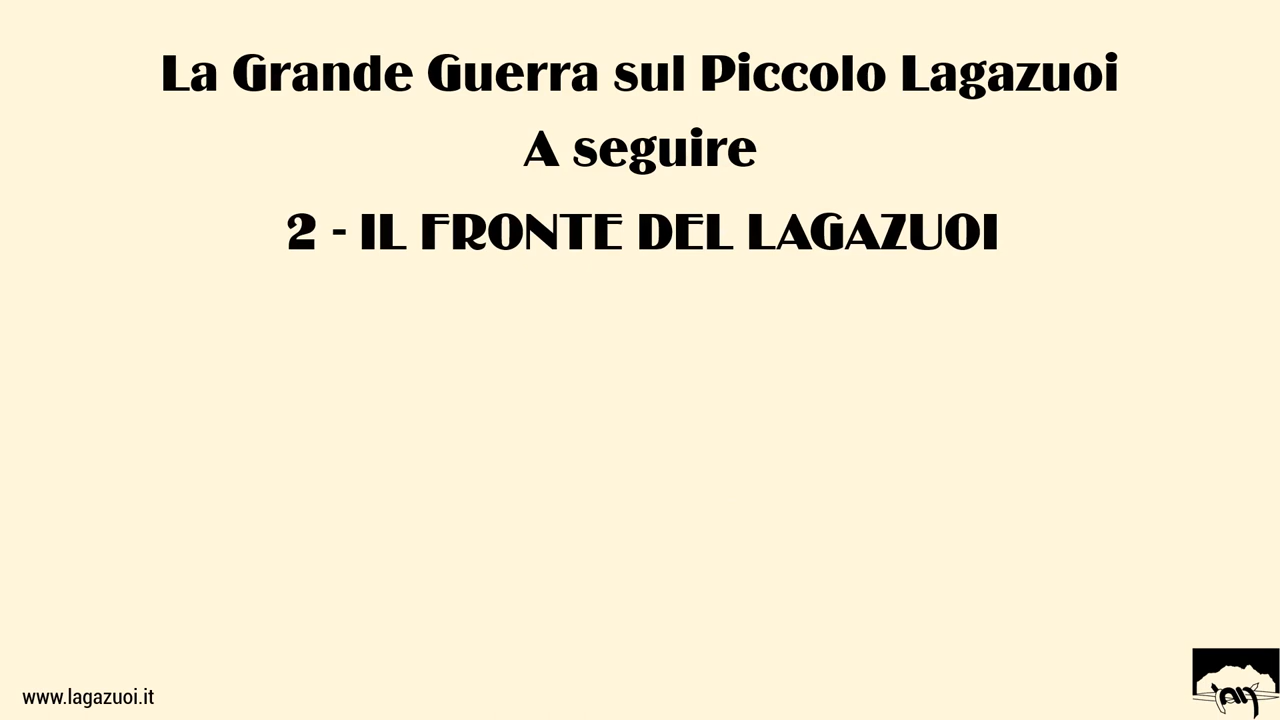 La Grande Guerra sul Piccolo Lagazuoi
A seguire
2 - IL FRONTE DEL LAGAZUOI
www.lagazuoi.it